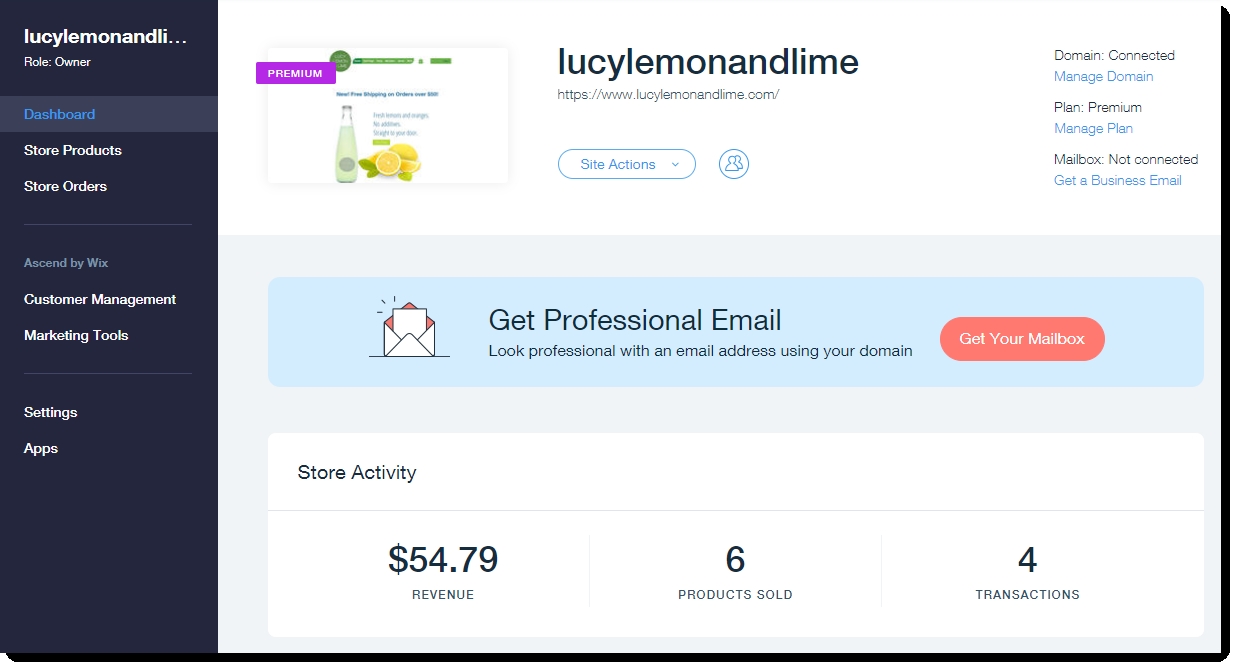 lucylemonandli...
Role: Owner
Dashboard
Store Products
Store Orders
Ascend by Wix
Customer Management
Marketing Tools
Settings
Apps
PREMIUM
New! Free Shipping on Orders over $50!
Fresh lemons and oranges.
No additives.
Straight to your door.
lucylemonandlime
https://www.lucylemonandlime.com/
Site Actions
Domain: Connected
Manage Domain
Plan: Premium
Manage Plan
Mailbox: Not connected
Get a Business Email
Get Professional Email
Look professional with an email address using your domain
Get Your Mailbox
Store Activity
$54.79
REVENUE
6
PRODUCTS SOLD
4
TRANSACTIONS